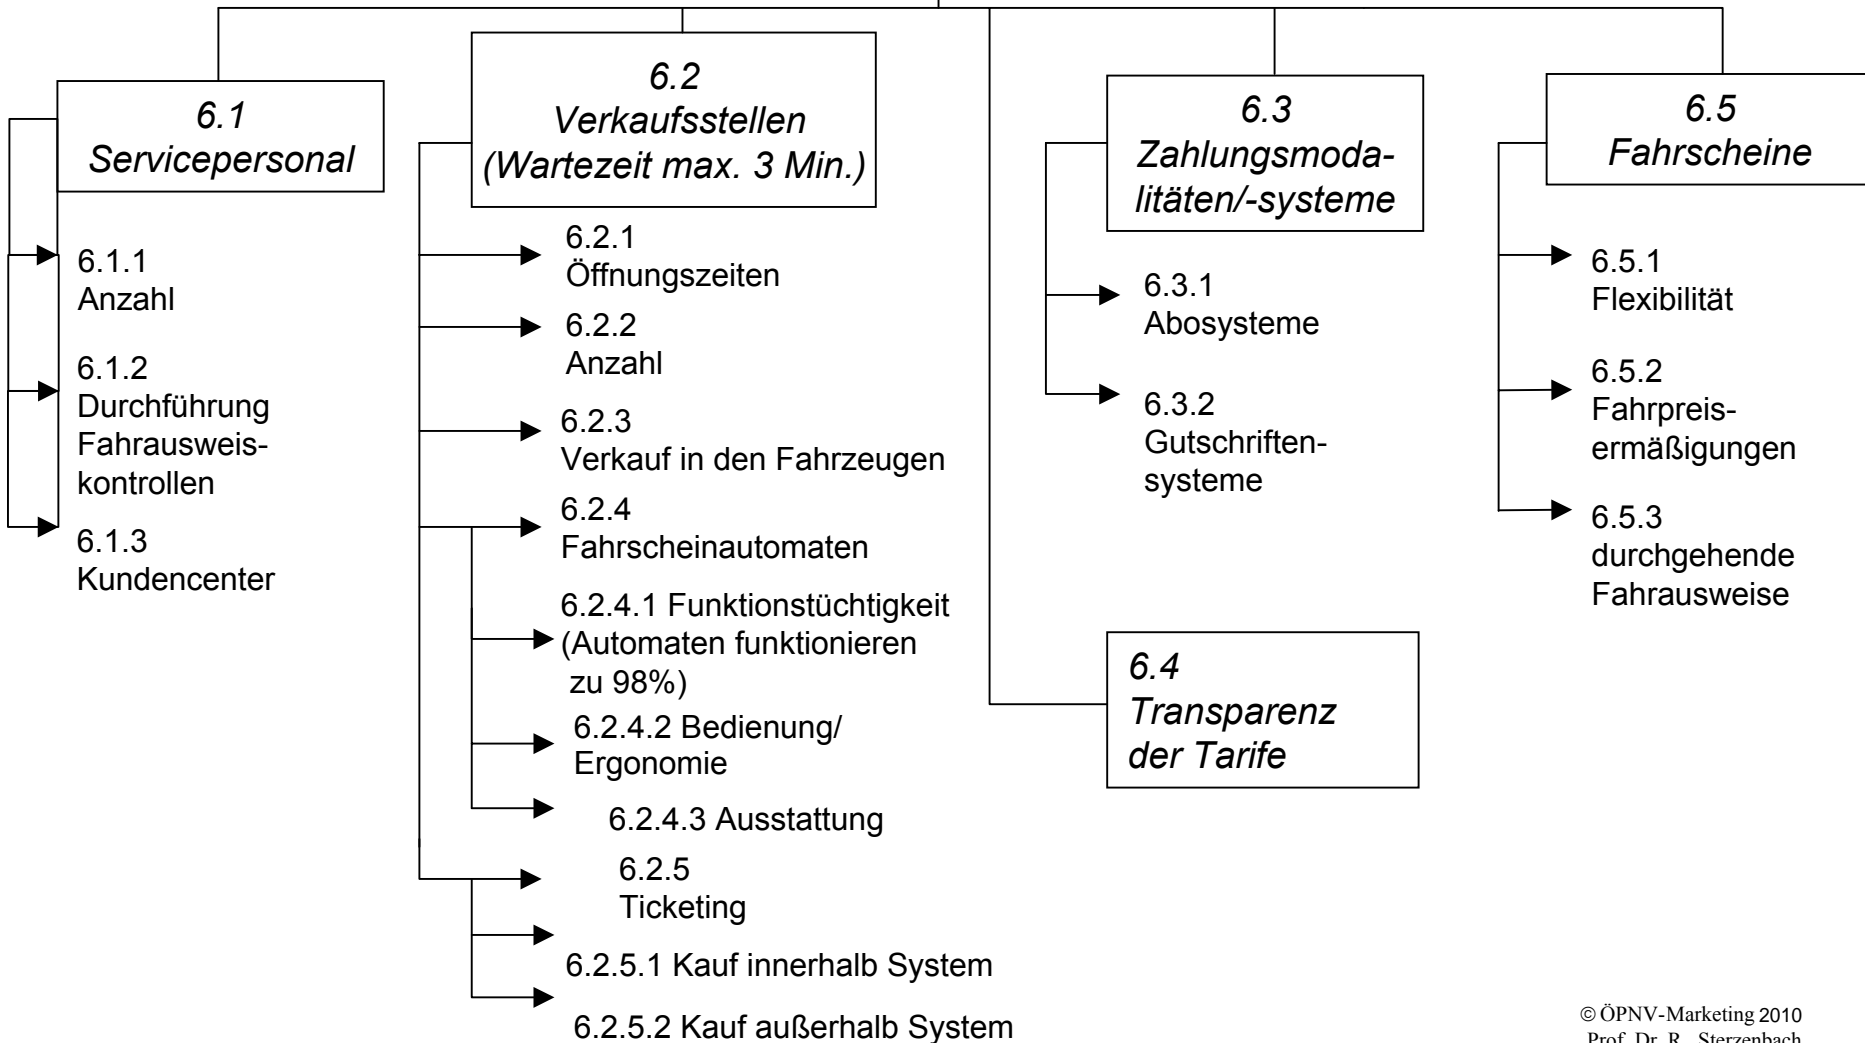 6.1
Servicepersonal
6.1.1
Anzahl
6.1.2
Durchführung
Fahrausweis-
kontrollen
6.1.3
Kundencenter
6.2
Verkaufsstellen
(Wartezeit max. 3 Min.)
6.2.1
Öffnungszeiten
6.2.2
Anzahl
6.2.3
Verkauf in den Fahrzeugen
6.2.4
Fahrscheinautomaten
6.2.4.1 Funktionstüchtigkeit
(Automaten funktionieren
zu 98%)
6.2.4.2 Bedienung/
Ergonomie
6.2.4.3 Ausstattung
6.2.5
Ticketing
6.2.5.1 Kauf innerhalb System
6.2.5.2 Kauf außerhalb System
6.3
Zahlungsmoda-
litäten/-systeme
6.3.1
Abosysteme
6.3.2
Gutschriften-
systeme
6.4
Transparenz
der Tarife
6.5
Fahrscheine
6.5.1
Flexibilität
6.5.2
Fahrpreis-
ermäßigungen
6.5.3
durchgehende
Fahrausweise
© ÖPNV-Marketing 2010
Prof. Dr. R. Sterzenbach